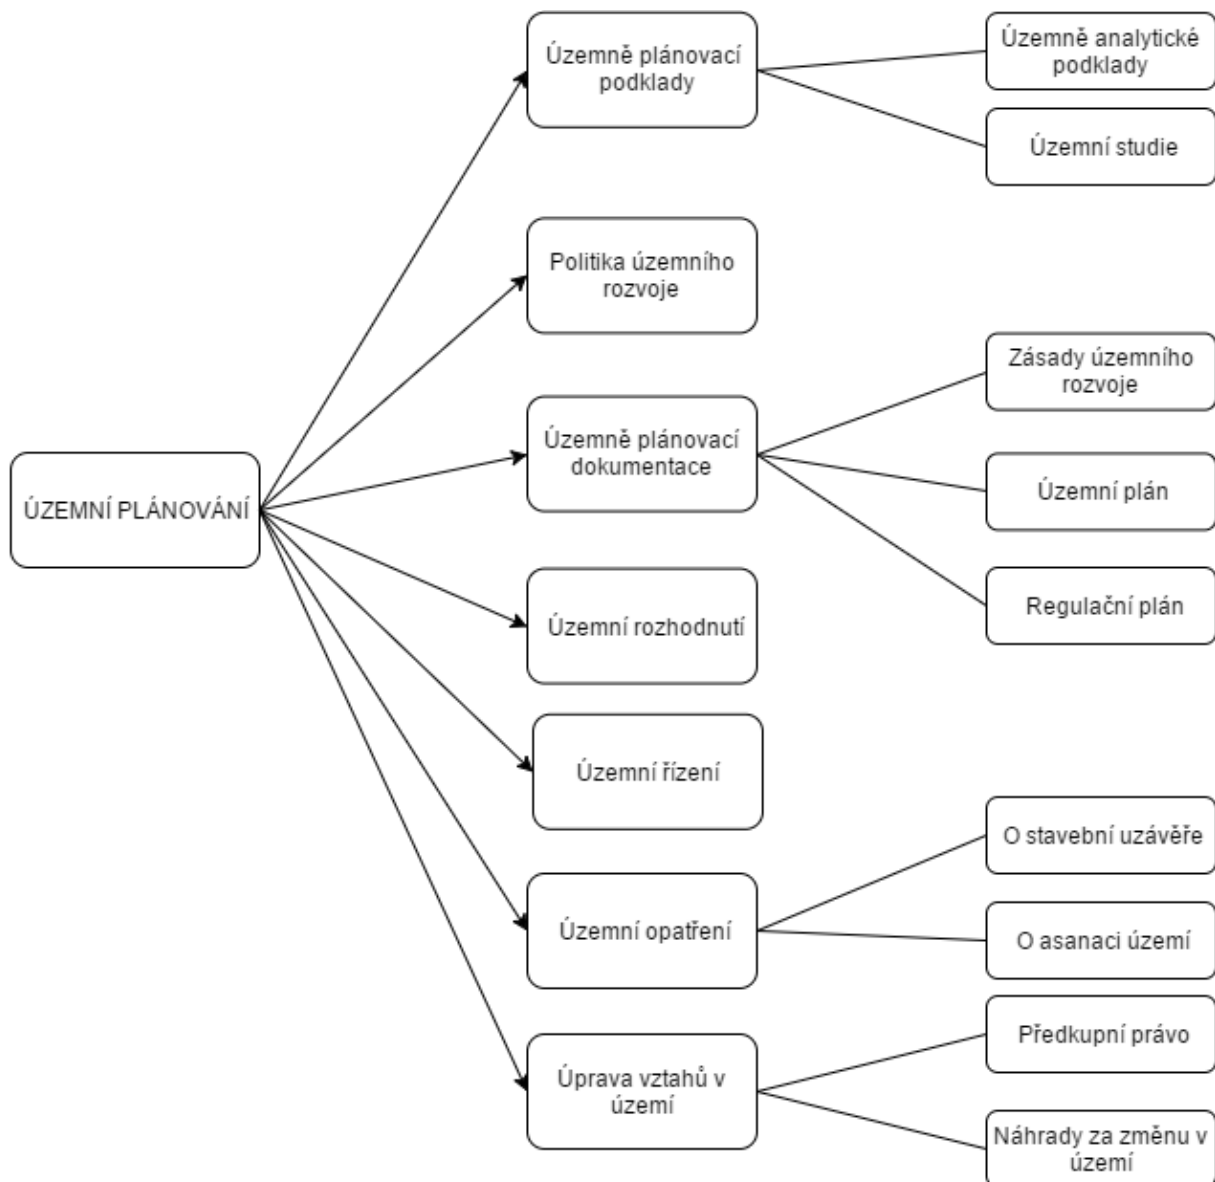 ÚZEMNÍ PLÁNOVÁNÍ
Územně plánovací
podklady
Územně analytické
podklady
Územní studie
Politika územního
rozvoje
Územně plánovací
dokumentace
Zásady územního
rozvoje
Územní plán
Regulační plán
Územní rozhodnutí
Územní řízení
Územní opatření
O stavební uzávěře
O asanaci území
Úprava vztahů v
území
Předkupní právo
Náhrady za změnu v
území